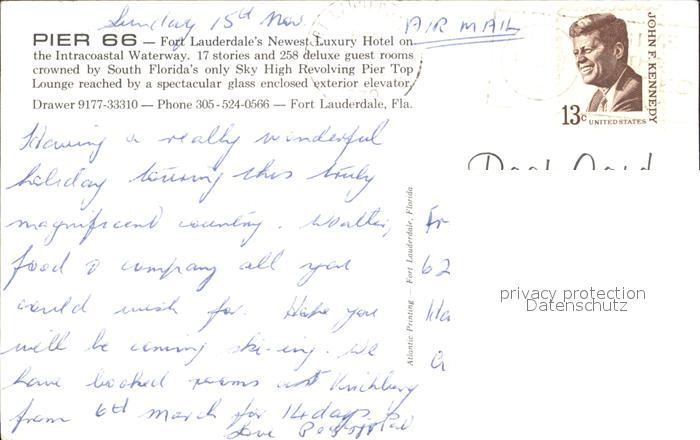 Sunday 15th Nov.
AIR MAIL
PIER 66 — Fort Lauderdale's Newest Luxury Hotel on
the Intracoastal Waterway. 17 stories and 258 deluxe guest rooms
crowned by South Florida's only Sky High Revolving Pier Top
Lounge reached by a spectacular glass enclosed exterior elevator.
Drawer 9177-33310 — Phone 305-524-0566 — Fort Lauderdale, Fla.
JOHN F. KENNEDY
13c UNITED STATES
Post Card
Having a really wonderful
holiday touring this truly
magnificent country. Weather,
food & company all you
could wish for. Hope you
will be coming ski-ing. We
have booked rooms at Kirchberg
from 6th March for 14 days
Love
Atlantic Printing — Fort Lauderdale, Florida
Fr
62
privacy protection
Datenschutz